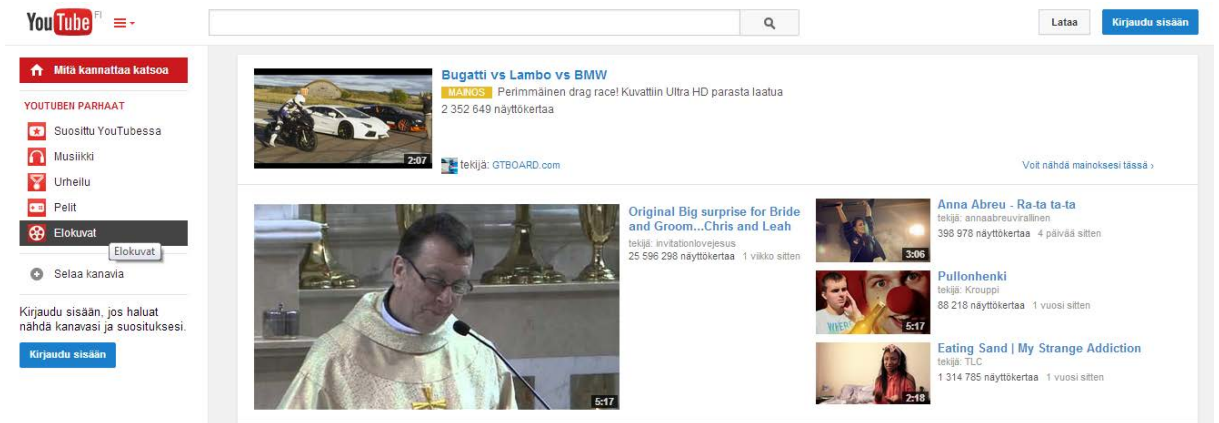 YouTube FI
Lataa
Kirjaudu sisään
Mitä kannattaa katsoa
YOUTUBEN PARHAAT
Suosittu YouTubessa
Musiikki
Urheilu
Pelit
Elokuvat
Elokuvat
Selaa kanavia
Kirjaudu sisään, jos haluat
nähdä kanavasi ja suosituksesi.
Kirjaudu sisään
2:07
Bugatti vs Lambo vs BMW
MAINOS Perimmäinen drag race! Kuvattiin Ultra HD parasta laatua
2 352 649 näyttökertaa
tekijä: GTBOARD.com
Voit nähdä mainoksesi tässä ›
5:17
Original Big surprise for Bride
and Groom...Chris and Leah
tekijä: invitationlovejesus
25 596 298 näyttökertaa 1 viikko sitten
3:06
Anna Abreu - Ra-ta ta-ta
tekijä: annaabreuvirallinen
398 978 näyttökertaa 4 päivää sitten
5:17
Pullonhenki
tekijä: Krouppi
88 218 näyttökertaa 1 vuosi sitten
2:18
Eating Sand | My Strange Addiction
tekijä: TLC
1 314 785 näyttökertaa 1 vuosi sitten